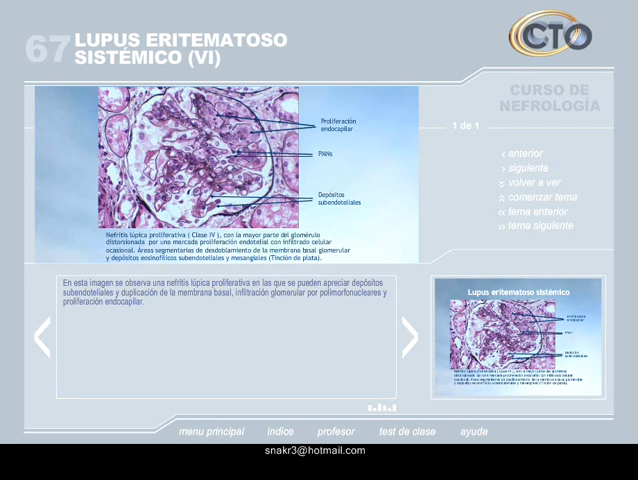 67 LUPUS ERITEMATOSO
SISTÉMICO (VI)
CTO
CURSO DE
NEFROLOGÍA
1 de 1
‹ anterior
› siguiente
volver a ver
comenzar tema
‹‹ tema anterior
›› tema siguiente
Proliferación
endocapilar
PNNs
Depósitos
subendoteliales
Nefritis lúpica proliferativa ( Clase IV ), con la mayor parte del glomérulo
distorsionada por una marcada proliferación endotelial con infiltrado celular
ocasional. Áreas segmentarias de desdoblamiento de la membrana basal glomerular
y depósitos eosinofílicos subendoteliales y mesangiales (Tinción de plata).
En esta imagen se observa una nefritis lúpica proliferativa en las que se pueden apreciar depósitos
subendoteliales y duplicación de la membrana basal, infiltración glomerular por polimorfonucleares y
proliferación endocapilar.
Lupus eritematoso sistémico
menu principal índice profesor test de clase ayuda
snakr3@hotmail.com